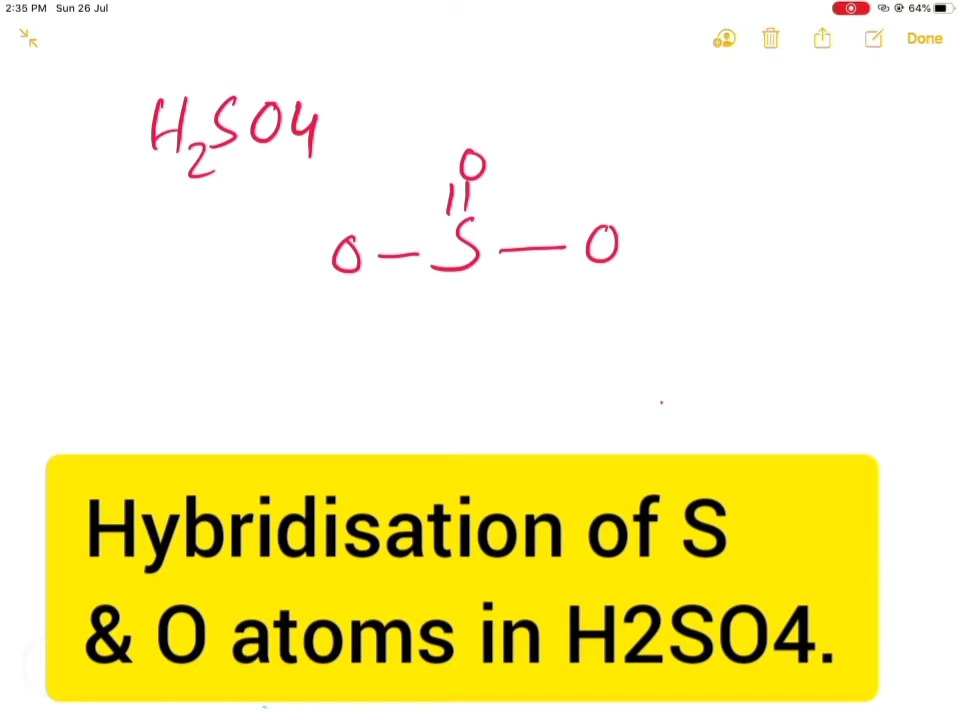 2:35 PM Sun 26 Jul
64%
Done
H2SO4
O
||
O – S — O
Hybridisation of S
& O atoms in H2SO4.